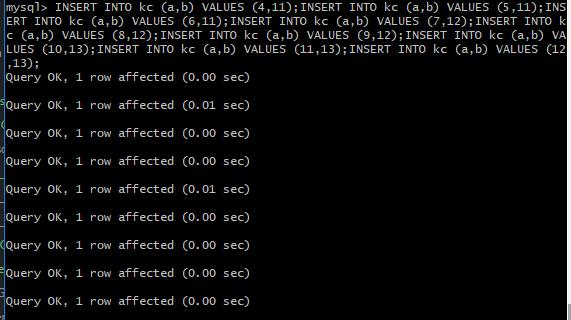 mysql> INSERT INTO kc (a,b) VALUES (4,11);INSERT INTO kc (a,b) VALUES (5,11);INS
ERT INTO kc (a,b) VALUES (6,11);INSERT INTO kc (a,b) VALUES (7,12);INSERT INTO k
c (a,b) VALUES (8,12);INSERT INTO kc (a,b) VALUES (9,12);INSERT INTO kc (a,b) VA
LUES (10,13);INSERT INTO kc (a,b) VALUES (11,13);INSERT INTO kc (a,b) VALUES (12
,13);
Query OK, 1 row affected (0.00 sec)
Query OK, 1 row affected (0.01 sec)
Query OK, 1 row affected (0.00 sec)
Query OK, 1 row affected (0.00 sec)
Query OK, 1 row affected (0.01 sec)
Query OK, 1 row affected (0.00 sec)
Query OK, 1 row affected (0.00 sec)
Query OK, 1 row affected (0.00 sec)
Query OK, 1 row affected (0.00 sec)